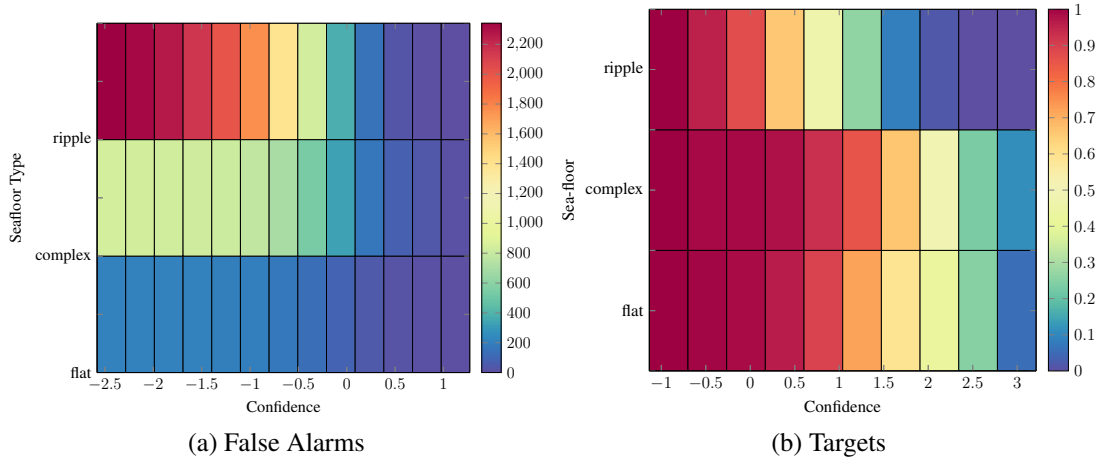 Seafloor Type
ripple
complex
flat
−2.5 −2 −1.5 −1 −0.5 0 0.5 1
Confidence
2,200
2,000
1,800
1,600
1,400
1,200
1,000
800
600
400
200
0
(a) False Alarms
Sea-floor
ripple
complex
flat
−1 −0.5 0 0.5 1 1.5 2 2.5 3
Confidence
1
0.9
0.8
0.7
0.6
0.5
0.4
0.3
0.2
0.1
0
(b) Targets